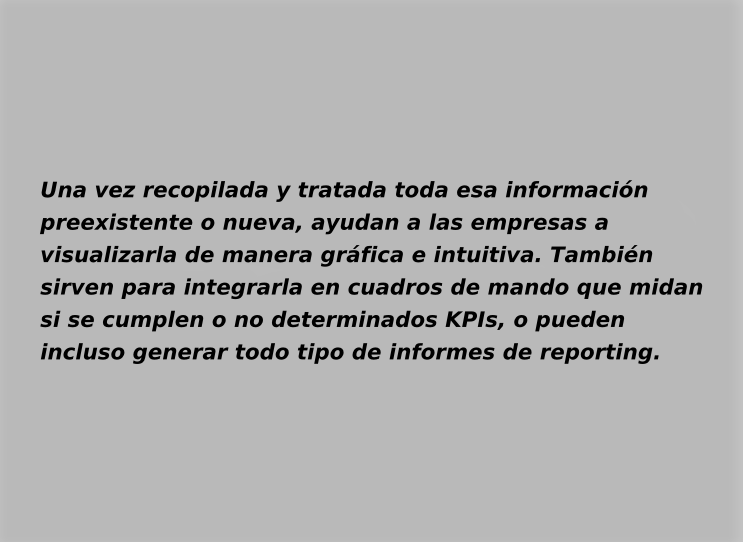 Una vez recopilada y tratada toda esa información
preexistente o nueva, ayudan a las empresas a
visualizarla de manera gráfica e intuitiva. También
sirven para integrarla en cuadros de mando que midan
si se cumplen o no determinados KPIs, o pueden
incluso generar todo tipo de informes de reporting.